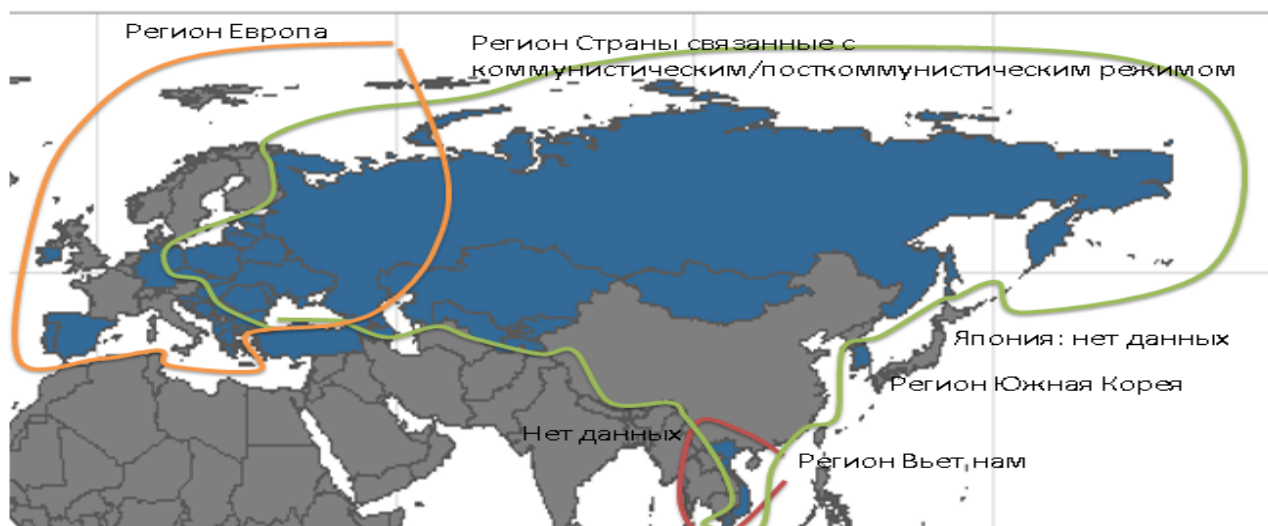 Регион Европа
Регион Страны связанные с
коммунистическим/посткоммунистическим режимом
Япония: нет данных
Регион Южная Корея
Нет данных
Регион Вьет нам